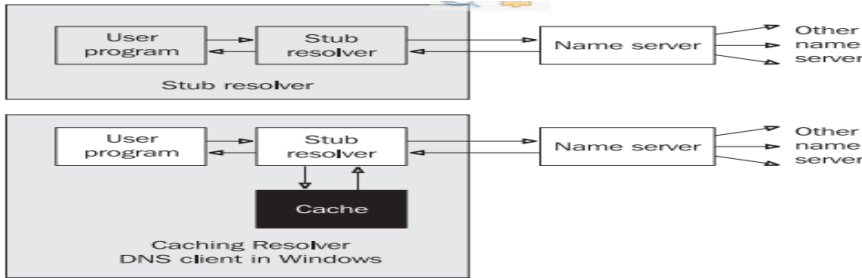 User
program
Stub
resolver
Name server
Other
name
server
Stub resolver
User
program
Stub
resolver
Name server
Other
name
server
Cache
Caching Resolver
DNS client in Windows